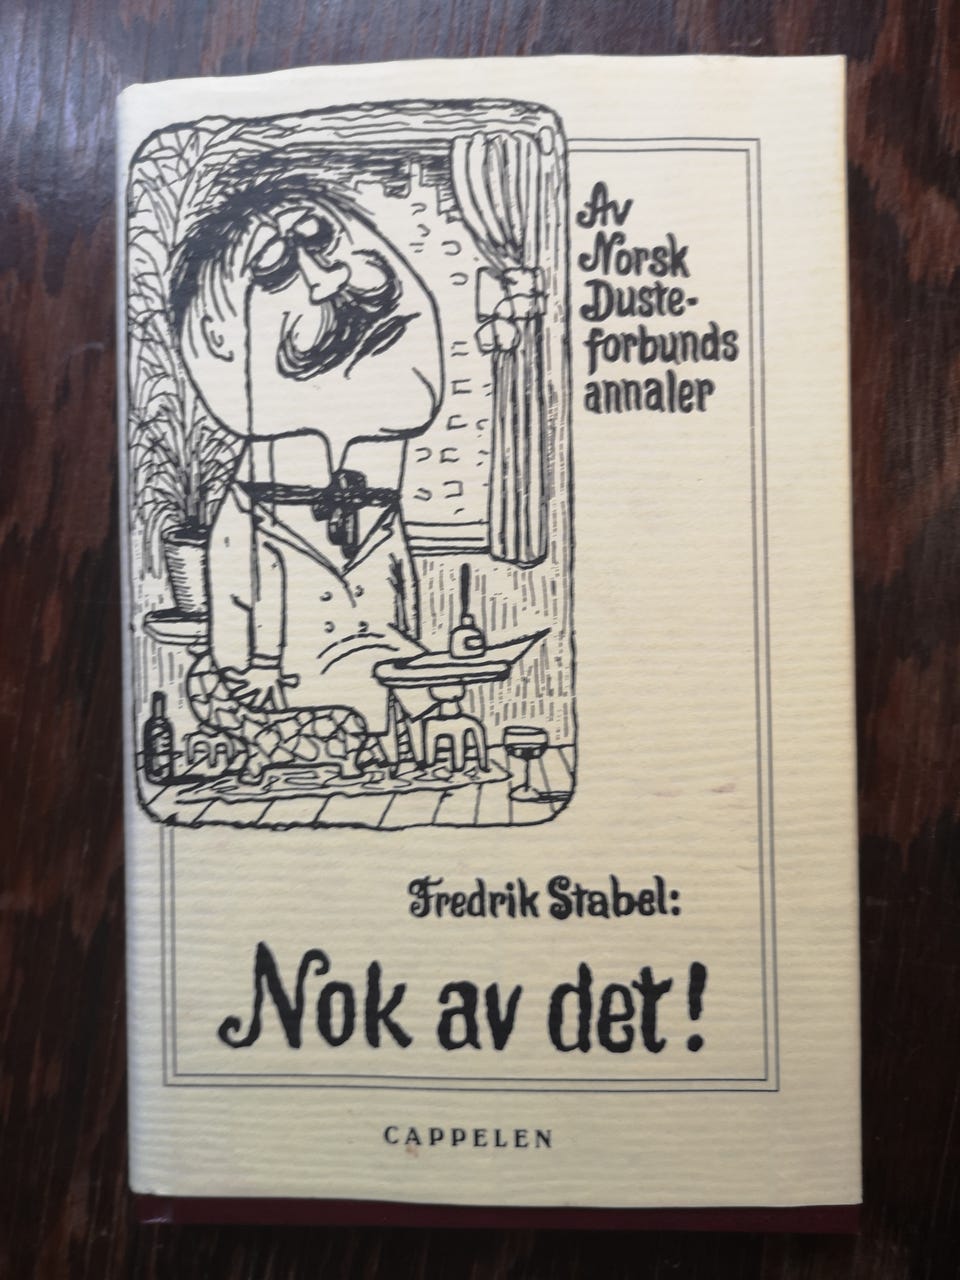 Av
Norsk
Duste-
forbunds
annaler
Fredrik Stabel:
Nok av det!
CAPPELEN